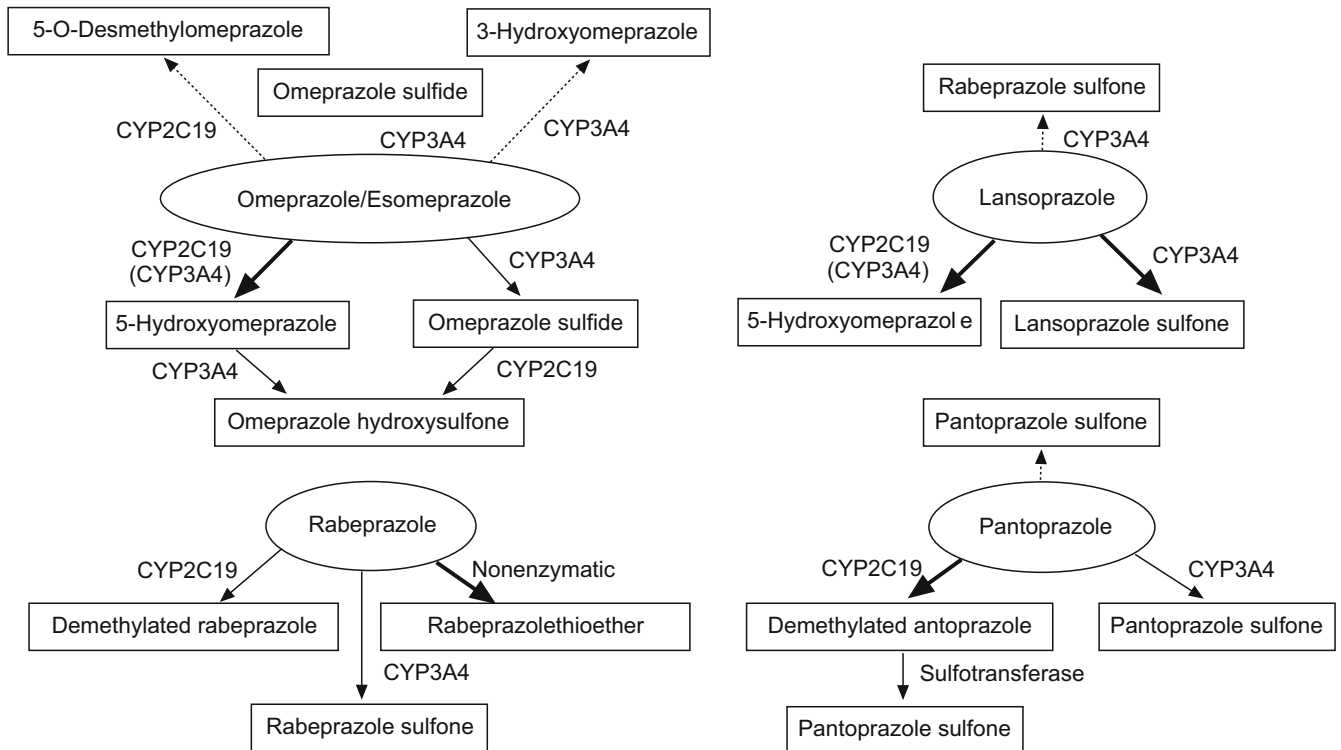 5-O-Desmethylomeprazole
3-Hydroxyomeprazole
Omeprazole sulfide
CYP2C19
CYP3A4
CYP3A4
Omeprazole/Esomeprazole
CYP2C19
(CYP3A4)
CYP3A4
5-Hydroxyomeprazole
Omeprazole sulfide
CYP3A4
CYP2C19
Omeprazole hydroxysulfone
Rabeprazole sulfone
CYP3A4
Lansoprazole
CYP2C19
(CYP3A4)
CYP3A4
5-Hydroxyomeprazol e
Lansoprazole sulfone
Rabeprazole
CYP2C19
Nonenzymatic
Demethylated rabeprazole
Rabeprazolethioether
CYP3A4
Rabeprazole sulfone
Pantoprazole sulfone
Pantoprazole
CYP2C19
CYP3A4
Demethylated antoprazole
Pantoprazole sulfone
Sulfotransferase
Pantoprazole sulfone